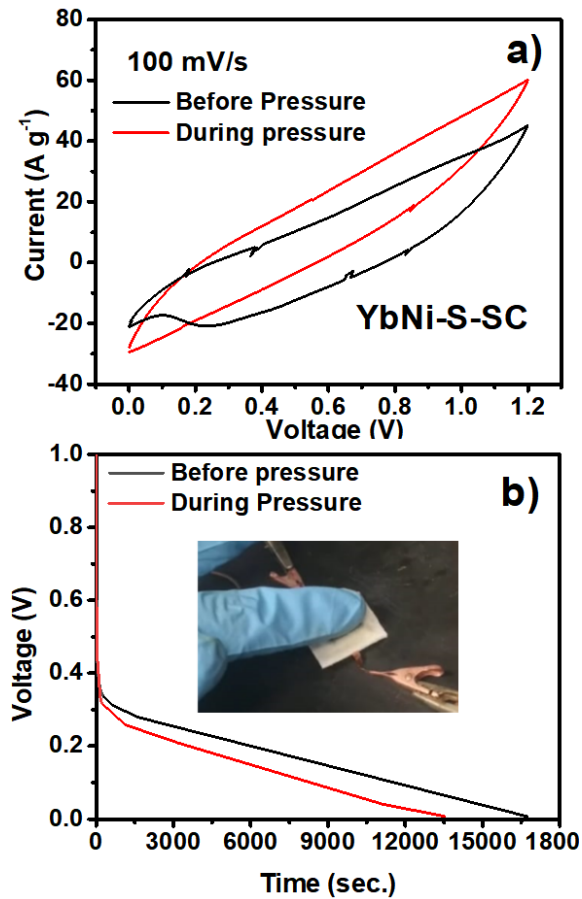 a)
100 mV/s
Before Pressure
During pressure
YbNi-S-SC
Current (A g⁻¹)
80
60
40
20
0
-20
-40
0.0 0.2 0.4 0.6 0.8 1.0 1.2
Voltage (V)
b)
Before pressure
During Pressure
Voltage (V)
1.0
0.8
0.6
0.4
0.2
0.0
0 3000 6000 9000 12000 15000 1800
Time (sec.)